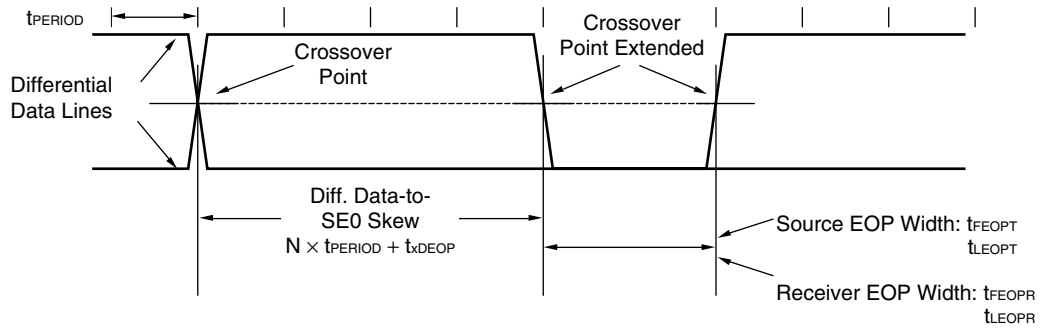 tPERIOD
Differential
Data Lines
Crossover
Point
Crossover
Point Extended
Diff. Data-to-
SE0 Skew
N × tPERIOD + txDEOP
Source EOP Width: tFEOPT
tLEOPT
Receiver EOP Width: tFEOPR
tLEOPR